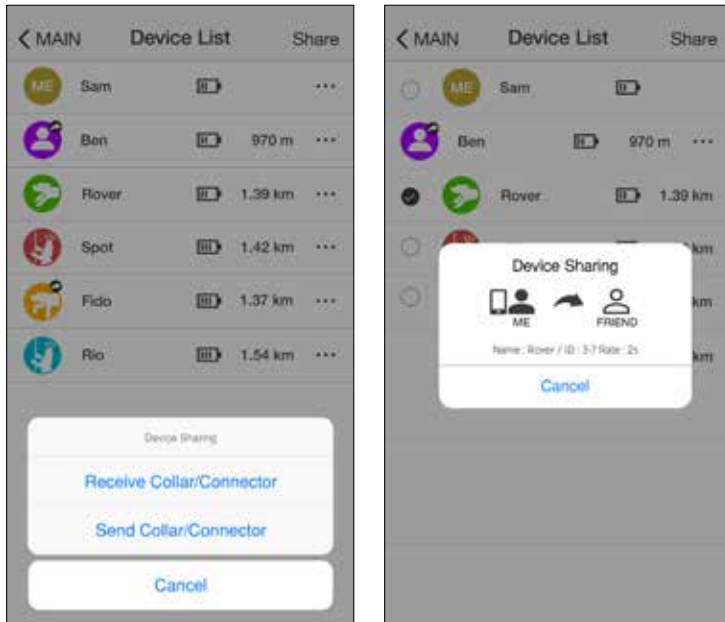 MAIN Device List Share
ME Sam ...
Ben 970 m ...
Rover 1.39 km ...
Spot 1.42 km ...
Fido 1.37 km ...
Rio 1.54 km ...
Device Sharing
Receive Collar/Connector
Send Collar/Connector
Cancel
MAIN Device List Share
ME Sam
Ben 970 m ...
Rover 1.39 km
km
Device Sharing
km
ME FRIEND
Name : Rover / ID : 3-7 Rate : 2s
km
Cancel